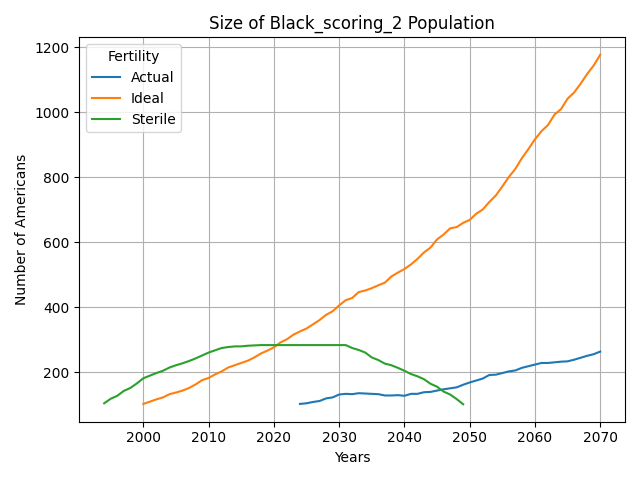 Size of Black_scoring_2 Population
Fertility
Actual
Ideal
Sterile
Number of Americans
1200
1000
800
600
400
200
2000 2010 2020 2030 2040 2050 2060 2070
Years